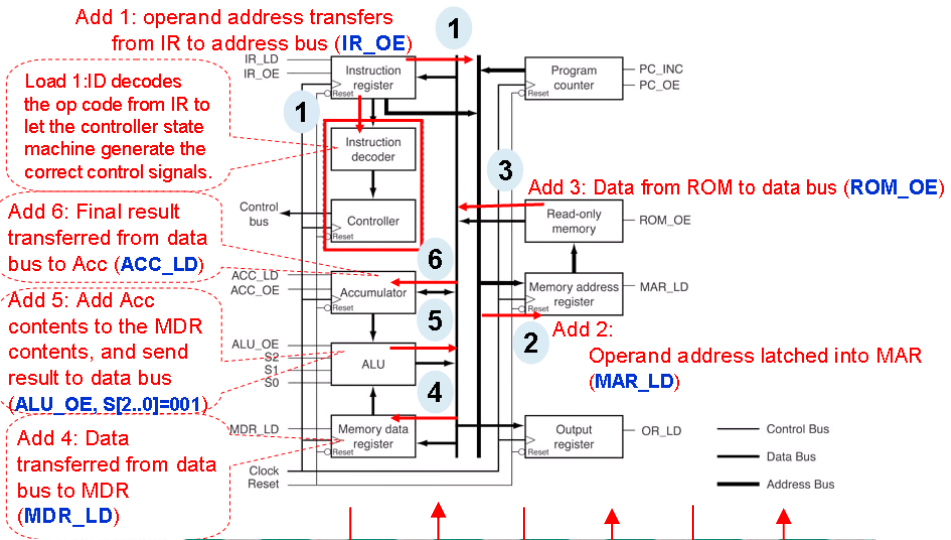 Add 1: operand address transfers
from IR to address bus (IR_OE)
1
IR_LD
IR_OE
Instruction
register
Reset
Program
counter
Reset
PC_INC
PC_OE
Load 1:ID decodes
the op code from IR to
let the controller state
machine generate the
correct control signals.
1
Instruction
decoder
3
Add 3: Data from ROM to data bus (ROM_OE)
Control
bus
Controller
Reset
Read-only
memory
ROM_OE
Add 6: Final result
transferred from data
bus to Acc (ACC_LD)
6
ACC_LD
ACC_OE
Accumulator
Reset
Memory address
register
Reset
MAR_LD
5
2
Add 2:
Operand address latched into MAR
(MAR_LD)
Add 5: Add Acc
contents to the MDR
contents, and send
result to data bus
(ALU_OE, S[2..0]=001)
ALU_OE
S2
S1
S0
ALU
4
Add 4: Data
transferred from data
bus to MDR
(MDR_LD)
MDR_LD
Memory data
register
Reset
Output
register
Reset
OR_LD
Clock
Reset
Control Bus
Data Bus
Address Bus